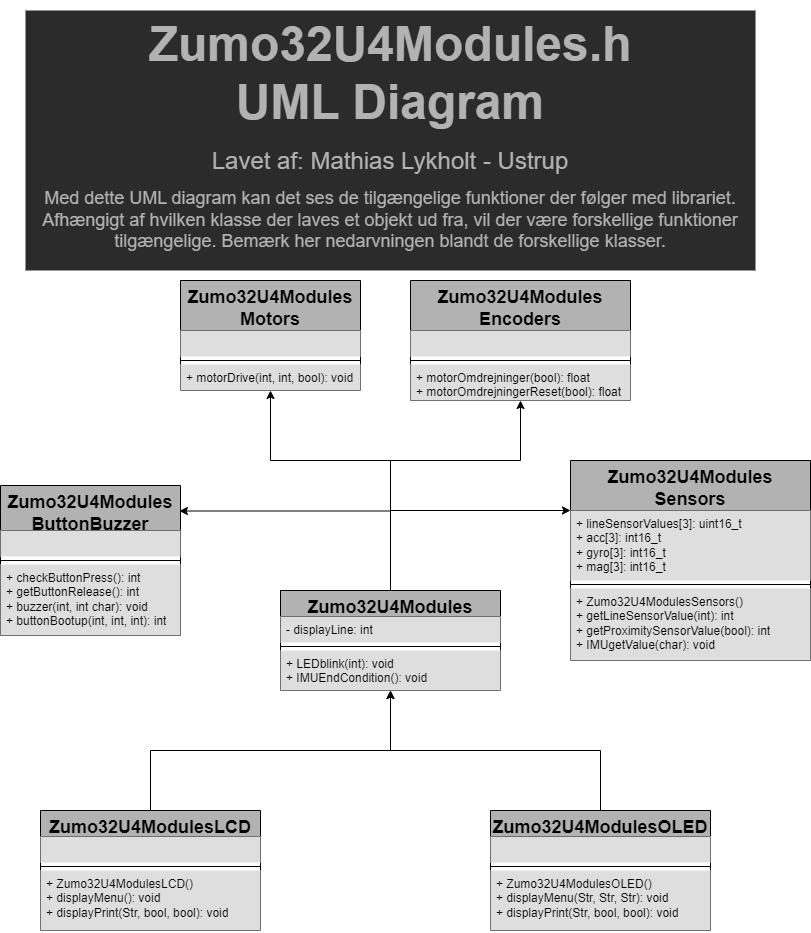 Zumo32U4Modules.h
UML Diagram
Lavet af: Mathias Lykholt - Ustrup
Med dette UML diagram kan det ses de tilgængelige funktioner der følger med librariet.
Afhængigt af hvilken klasse der laves et objekt ud fra, vil der være forskellige funktioner
tilgængelige. Bemærk her nedarvningen blandt de forskellige klasser.
Zumo32U4Modules
Motors
+ motorDrive(int, int, bool): void
Zumo32U4Modules
Encoders
+ motorOmdrejninger(bool): float
+ motorOmdrejningerReset(bool): float
Zumo32U4Modules
ButtonBuzzer
+ checkButtonPress(): int
+ getButtonRelease(): int
+ buzzer(int, int char): void
+ buttonBootup(int, int, int): int
Zumo32U4Modules
Sensors
+ lineSensorValues[3]: uint16_t
+ acc[3]: int16_t
+ gyro[3]: int16_t
+ mag[3]: int16_t
+ Zumo32U4ModulesSensors()
+ getLineSensorValue(int): int
+ getProximitySensorValue(bool): int
+ IMUgetValue(char): void
Zumo32U4Modules
- displayLine: int
+ LEDblink(int): void
+ IMUEndCondition(): void
Zumo32U4ModulesLCD
+ Zumo32U4ModulesLCD()
+ displayMenu(): void
+ displayPrint(Str, bool, bool): void
Zumo32U4ModulesOLED
+ Zumo32U4ModulesOLED()
+ displayMenu(Str, Str, Str): void
+ displayPrint(Str, bool, bool): void